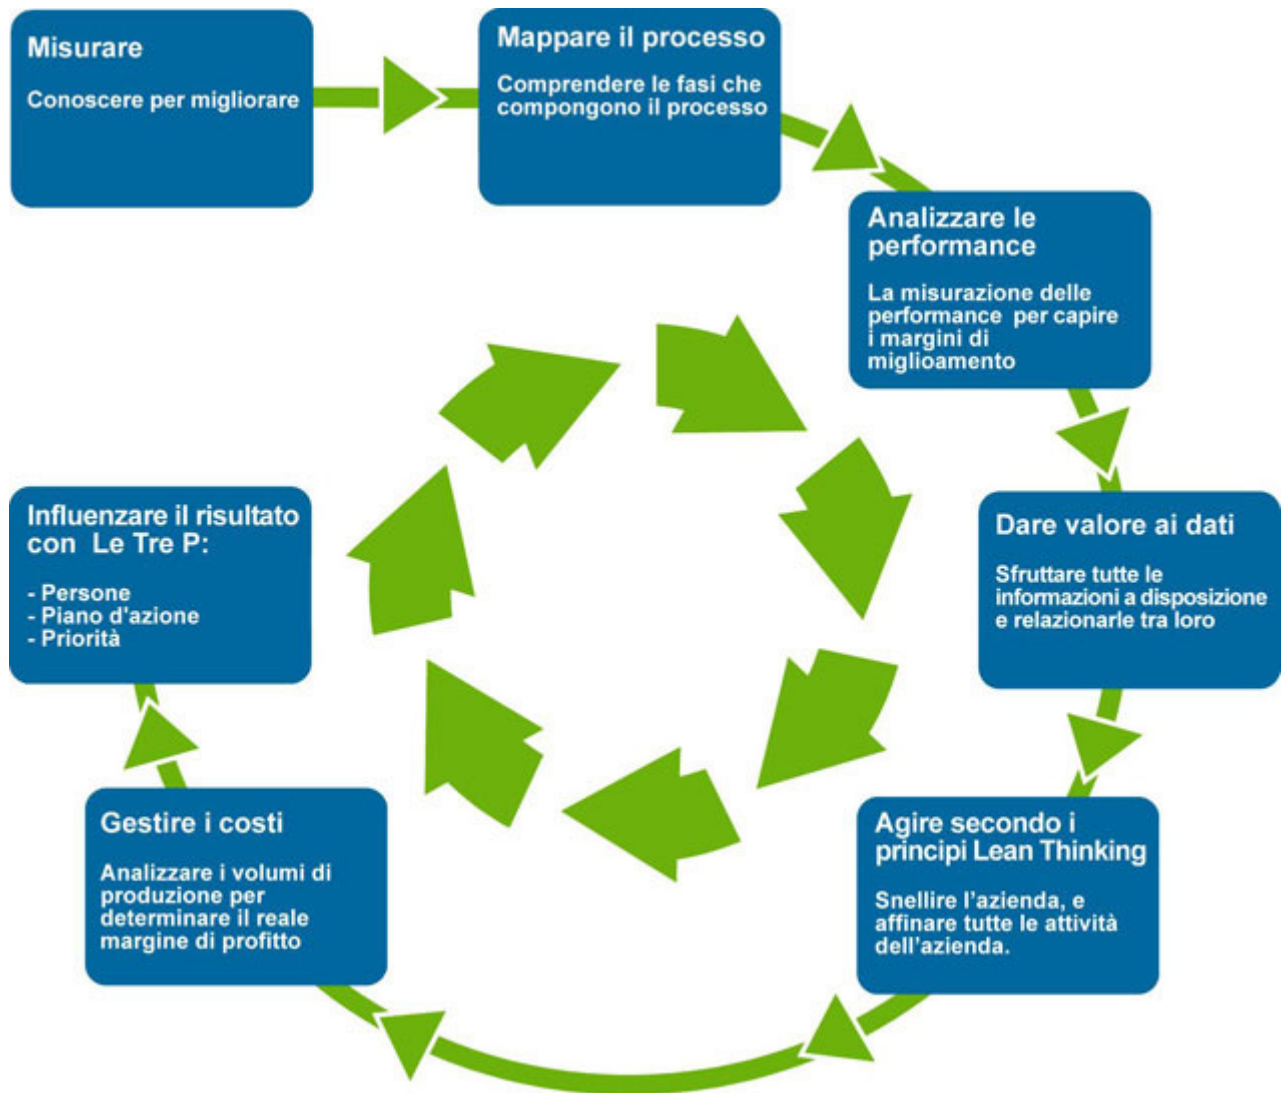 Misurare
Conoscere per migliorare
Mappare il processo
Comprendere le fasi che
compongono il processo
Analizzare le
performance
La misurazione delle
performance  per capire
i margini di
miglioamento
Dare valore ai dati
Sfruttare tutte le
informazioni a disposizione
e relazionarle tra loro
Agire secondo i
principi Lean Thinking
Snellire l'azienda, e
affinare tutte le attività
dell'azienda.
Gestire i costi
Analizzare i volumi di
produzione per
determinare il reale
margine di profitto
Influenzare il risultato
con  Le Tre P:
- Persone
- Piano d'azione
- Priorità